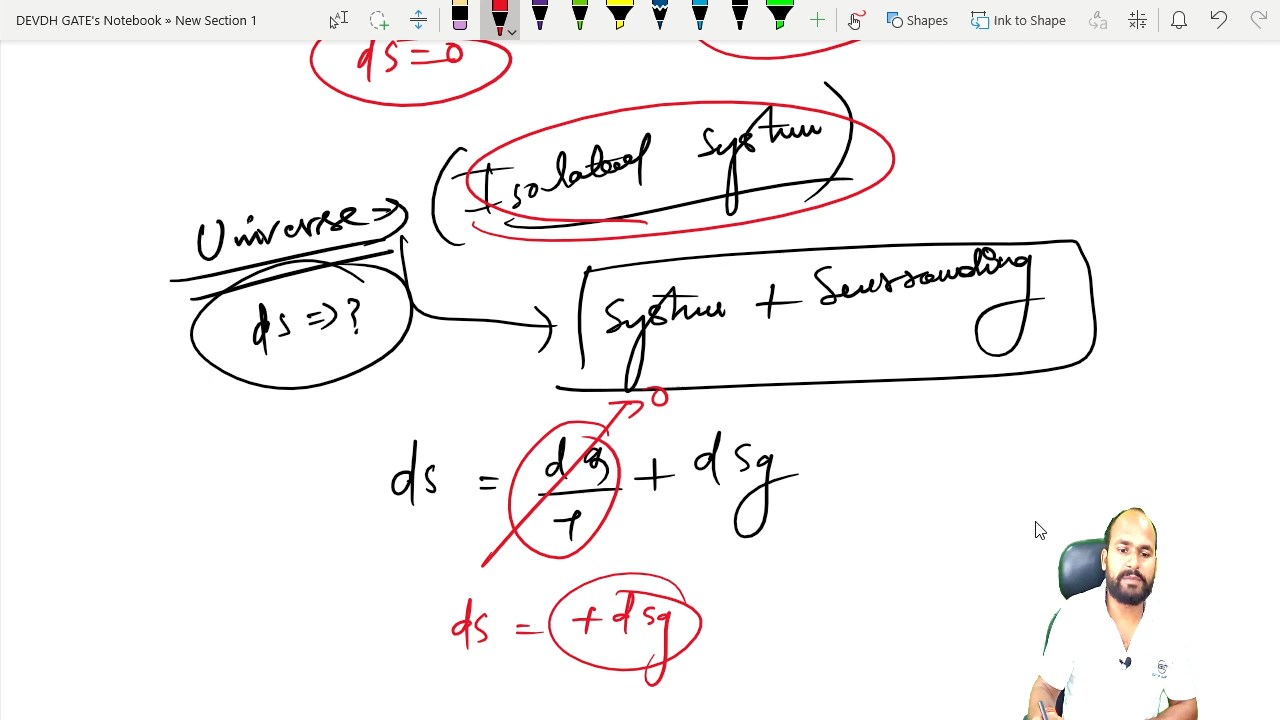 DEVDH GATE's Notebook » New Section 1
Shapes
Ink to Shape
ds=0
(Isolated System)
Universe →
ds ⇒ ?
System + Surrounding
0
ds = dq/T + dsg
ds = +dsg